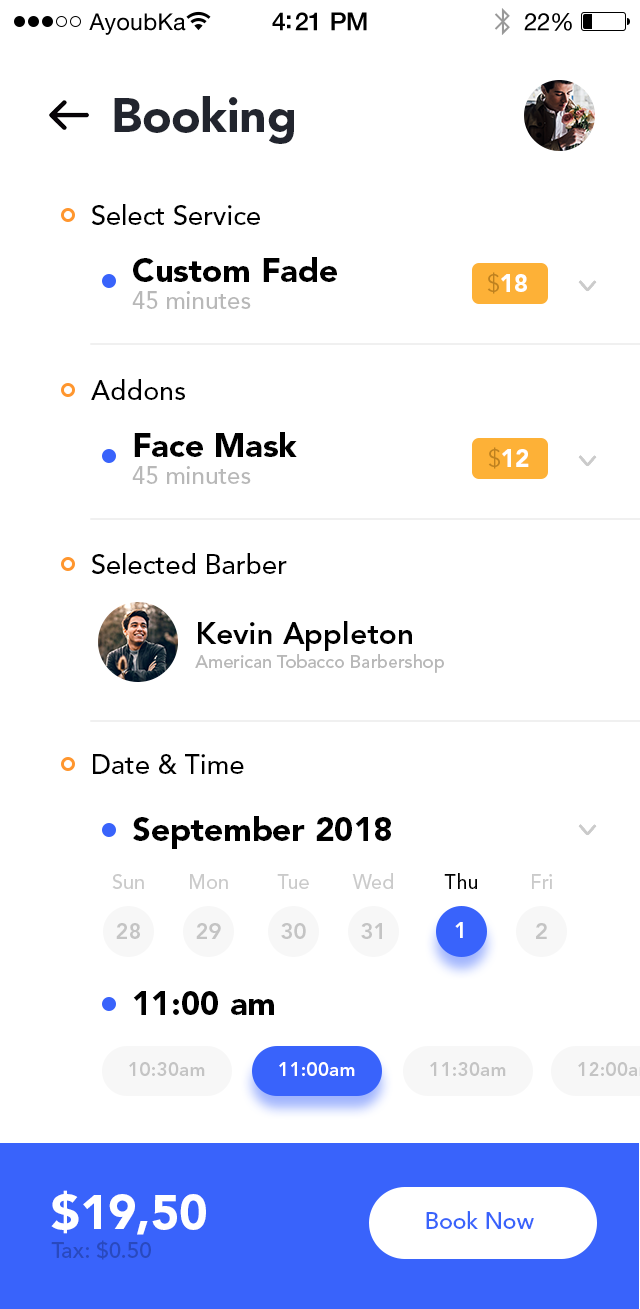 AyoubKa 4:21 PM 22%
Booking
Select Service
Custom Fade
$18
45 minutes
Addons
Face Mask
$12
45 minutes
Selected Barber
Kevin Appleton
American Tobacco Barbershop
Date & Time
September 2018
Sun Mon Tue Wed Thu Fri
28 29 30 31 1 2
11:00 am
10:30am 11:00am 11:30am 12:00a
$19,50
Tax: $0.50
Book Now